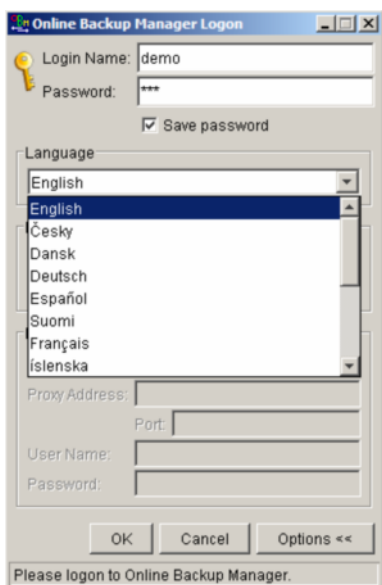 Online Backup Manager Logon
Login Name: demo
Password: ***
Save password
Language
English
English
Česky
Dansk
Deutsch
Español
Suomi
Français
íslenska
Proxy Address:
Port:
User Name:
Password:
OK Cancel Options <<
Please logon to Online Backup Manager.